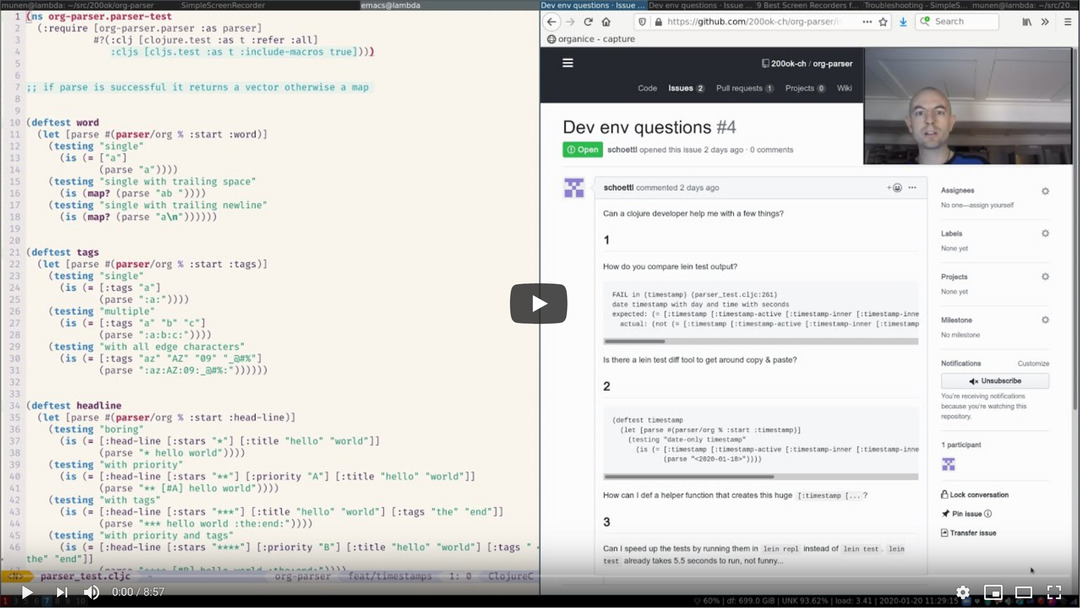 munen@lambda: ~/src/200ok/org-parser
SimpleScreenRecorder
emacs@lambda
Dev env questions · Issue ...
Dev env questions · Issue ...
9 Best Screen Recorders f...
Troubleshooting - SimpleS...
munen@lambda: ~/src/20...
1 (ns org-parser.parser-test
2 (:require [org-parser.parser :as parser]
3 #?(:clj [clojure.test :as t :refer :all]
4 :cljs [cljs.test :as t :include-macros true])))
5
6
7 ;; if parse is successful it returns a vector otherwise a map
8
9
10 (deftest word
11 (let [parse #(parser/org % :start :word)]
12 (testing "single"
13 (is (= ["a"]
14 (parse "a"))))
15 (testing "single with trailing space"
16 (is (map? (parse "ab "))))
17 (testing "single with trailing newline"
18 (is (map? (parse "a\n"))))))
19
20
21 (deftest tags
22 (let [parse #(parser/org % :start :tags)]
23 (testing "single"
24 (is (= [:tags "a"]
25 (parse ":a:"))))
26 (testing "multiple"
27 (is (= [:tags "a" "b" "c"]
28 (parse ":a:b:c:"))))
29 (testing "with all edge characters"
30 (is (= [:tags "az" "AZ" "09" "_@#%"]
31 (parse ":az:AZ:09:_@#%:"))))))
32
33
34 (deftest headline
35 (let [parse #(parser/org % :start :head-line)]
36 (testing "boring"
37 (is (= [:head-line [:stars "*"] [:title "hello" "world"]]
38 (parse "* hello world"))))
39 (testing "with priority"
40 (is (= [:head-line [:stars "**"] [:priority "A"] [:title "hello" "world"]]
41 (parse "** [#A] hello world"))))
42 (testing "with tags"
43 (is (= [:head-line [:stars "***"] [:title "hello" "world"] [:tags "the" "end"]]
44 (parse "*** hello world :the:end:"))))
45 (testing "with priority and tags"
46 (is (= [:head-line [:stars "****"] [:priority "B"] [:title "hello" "world"] [:tags "
the" "end"]]
<N> parser_test.cljc
org-parser
feat/timestamps
1: 0
ClojureC
0:00 / 8:57
https://github.com/200ok-ch/org-parser/i
Search
organice - capture
200ok-ch / org-parser
Code Issues 2 Pull requests 1 Projects 0 Wiki
Dev env questions #4
Open schoettl opened this issue 2 days ago · 0 comments
schoettl commented 2 days ago
Can a clojure developer help me with a few things?
1
How do you compare lein test output?
FAIL in (timestamp) (parser_test.cljc:261)
date timestamp with day and time with seconds
expected: (= [:timestamp [:timestamp-active [:timestamp-inner [:timestamp-inne
actual: (not (= [:timestamp [:timestamp-active [:timestamp-inner [:timestamp
Is there a lein test diff tool to get around copy & paste?
2
(deftest timestamp
(let [parse #(parser/org % :start :timestamp)]
(testing "date-only timestamp"
(is (= [:timestamp [:timestamp-active [:timestamp-inner [:timestamp-inne
(parse "<2020-01-18>"))))
How can I def a helper function that creates this huge [:timestamp [... ?
3
Can I speed up the tests by running them in lein repl instead of lein test. lein
test already takes 5.5 seconds to run, not funny...
Assignees
No one—assign yourself
Labels
None yet
Projects
None yet
Milestone
No milestone
Notifications Customize
Unsubscribe
You're receiving notifications
because you're watching this
repository.
1 participant
Lock conversation
Pin issue
Transfer issue
60% | df: 699.0 GiB | UNK 93.62% | load: 3.41 | 2020-01-20 11:29:15